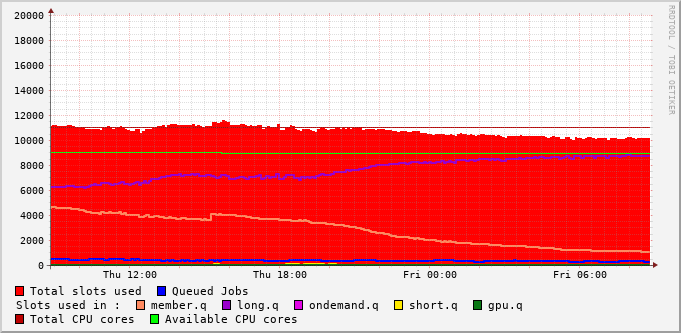 RRDTOOL / TOBI OETIKER
20000
18000
16000
14000
12000
10000
8000
6000
4000
2000
0
Thu 12:00 Thu 18:00 Fri 00:00 Fri 06:00
Total slots used Queued Jobs
Slots used in : member.q long.q ondemand.q short.q gpu.q
Total CPU cores Available CPU cores